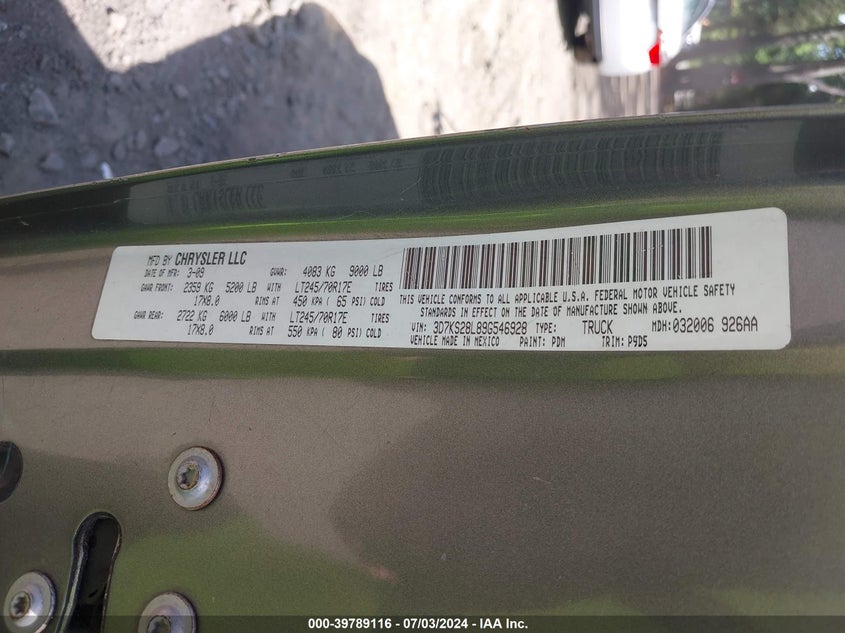 MFD BY CHRYSLER LLC
DATE OF MFR: 3-09 GVWR: 4083 KG 9000 LB
GAWR FRONT: 2359 KG 5200 LB WITH LT245/70R17E TIRES
17X8.0 RIMS AT 450 KPA ( 65 PSI) COLD
GAWR REAR: 2722 KG 6000 LB WITH LT245/70R17E TIRES
17X8.0 RIMS AT 550 KPA ( 80 PSI) COLD
THIS VEHICLE CONFORMS TO ALL APPLICABLE U.S.A. FEDERAL MOTOR VEHICLE SAFETY
STANDARDS IN EFFECT ON THE DATE OF MANUFACTURE SHOWN ABOVE.
VIN: 3D7KS28L89G546928 TYPE: TRUCK MDH: 032006 926AA
VEHICLE MADE IN MEXICO PAINT: PDM TRIM: P9D5
000-39789116 - 07/03/2024 - IAA Inc.